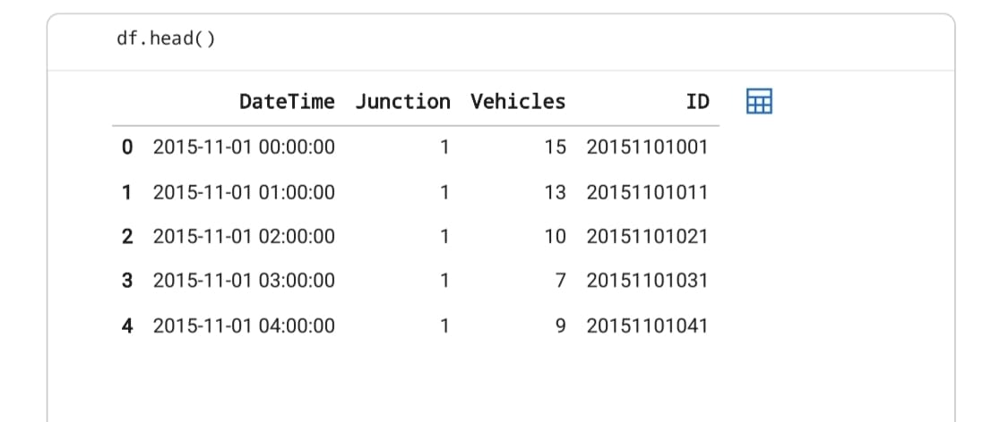 df.head()
DateTime Junction Vehicles ID
0 2015-11-01 00:00:00 1 15 20151101001
1 2015-11-01 01:00:00 1 13 20151101011
2 2015-11-01 02:00:00 1 10 20151101021
3 2015-11-01 03:00:00 1 7 20151101031
4 2015-11-01 04:00:00 1 9 20151101041